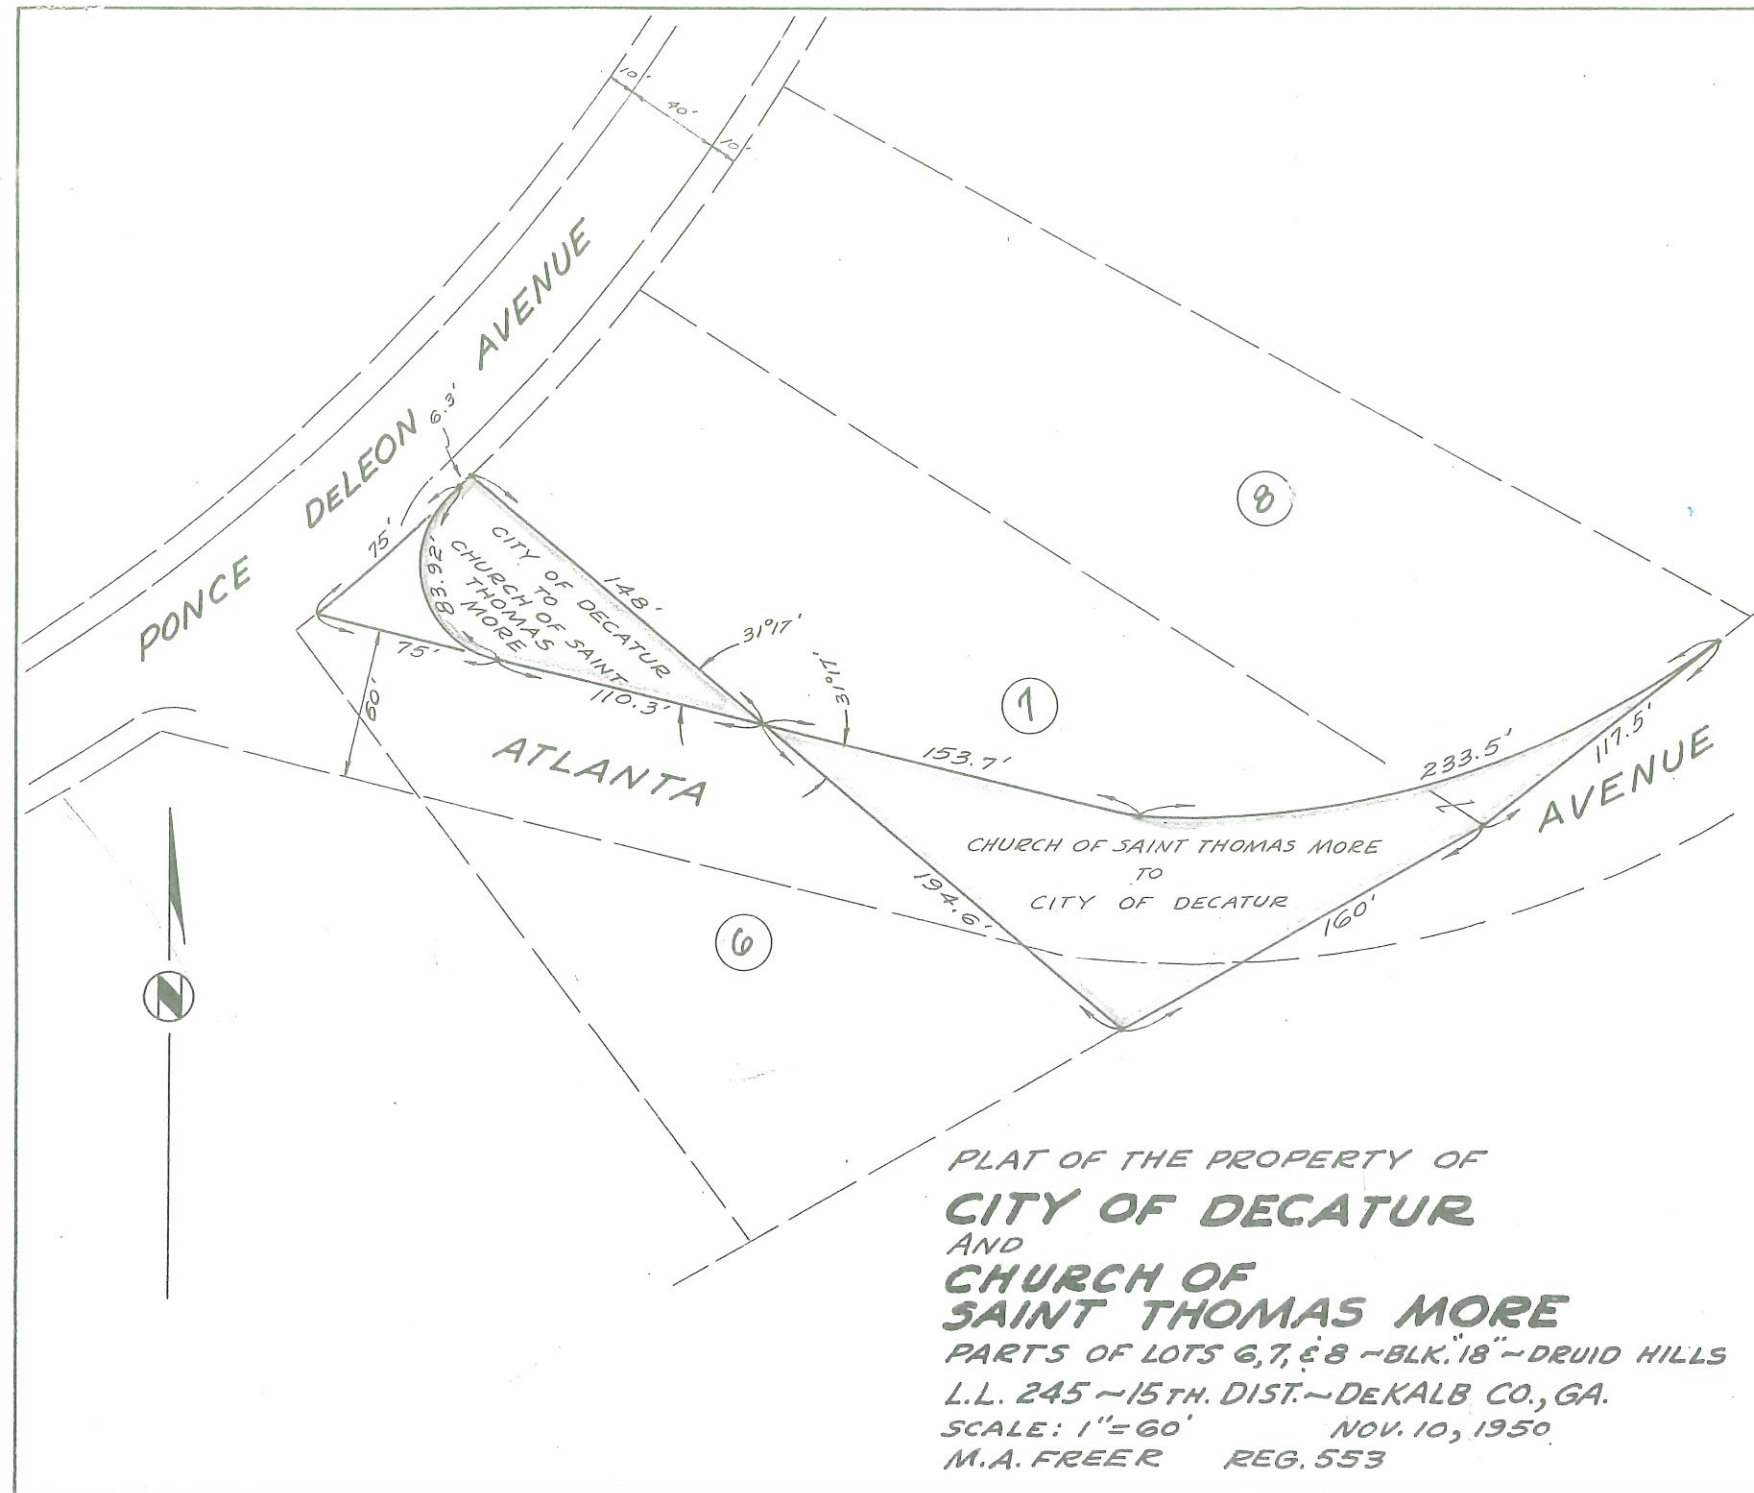 10'
40'
10'
PONCE DELEON AVENUE
6.3'
75'
83.92'
CITY OF DECATUR
TO
CHURCH OF SAINT
THOMAS
MORE
148'
31°17'
31°17'
75'
110.3'
60'
ATLANTA AVENUE
8
7
6
153.7'
233.5'
117.5'
CHURCH OF SAINT THOMAS MORE
TO
CITY OF DECATUR
194.6'
160'
N
PLAT OF THE PROPERTY OF
CITY OF DECATUR
AND
CHURCH OF
SAINT THOMAS MORE
PARTS OF LOTS 6,7, & 8 ~ BLK. "18" ~ DRUID HILLS
L.L. 245 ~ 15TH. DIST. ~ DEKALB CO., GA.
SCALE: 1"=60' NOV. 10, 1950
M.A. FREER REG. 553